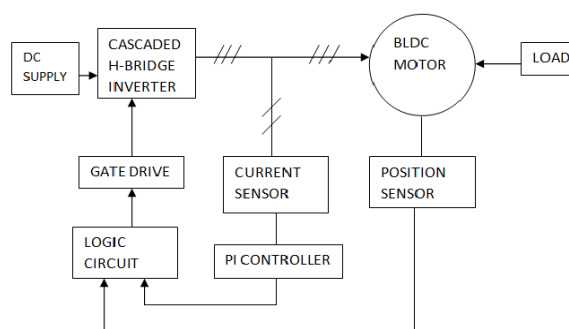 DC
SUPPLY
CASCADED
H-BRIDGE
INVERTER
BLDC
MOTOR
LOAD
GATE DRIVE
CURRENT
SENSOR
POSITION
SENSOR
LOGIC
CIRCUIT
PI CONTROLLER